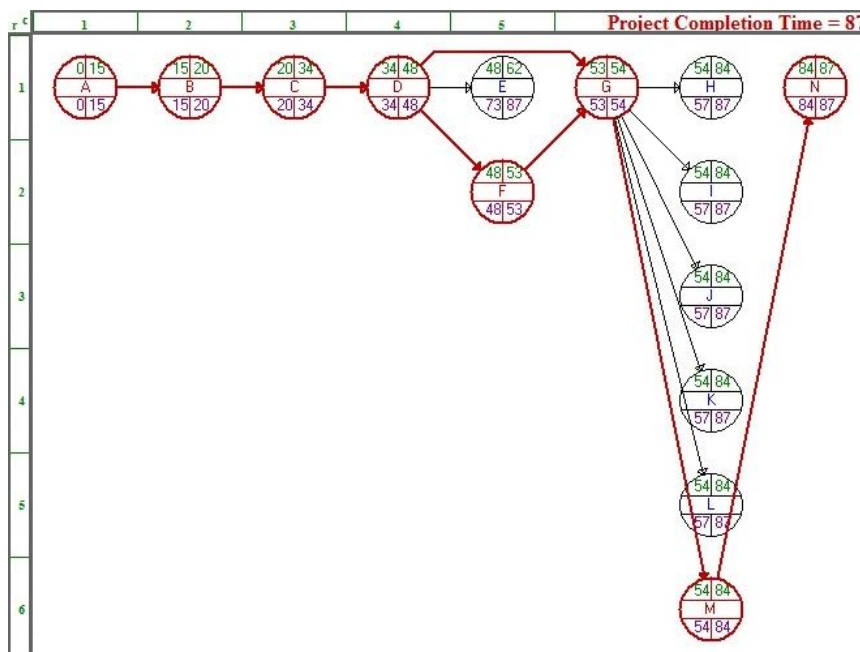 r c 1 2 3 4 5 Project Completion Time = 87
0 15 15 20 20 34 34 48 48 62 53 54 54 84 84 87
1 A B C D E G H N
0 15 15 20 20 34 34 48 73 87 53 54 57 87 84 87
48 53 54 84
2 F I
48 53 57 87
54 84
3 J
57 87
54 84
4 K
57 87
54 84
5 L
57 87
54 84
6 M
54 84